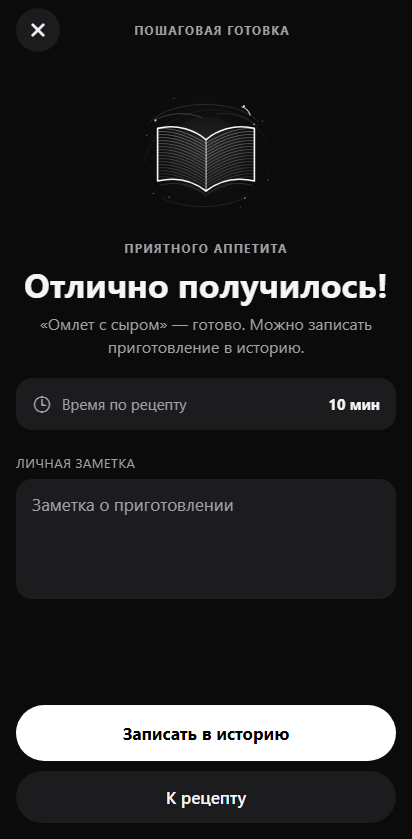 ПОШАГОВАЯ ГОТОВКА
ПРИЯТНОГО АППЕТИТА
Отлично получилось!
«Омлет с сыром» — готово. Можно записать
приготовление в историю.
Время по рецепту 10 мин
ЛИЧНАЯ ЗАМЕТКА
Заметка о приготовлении
Записать в историю
К рецепту